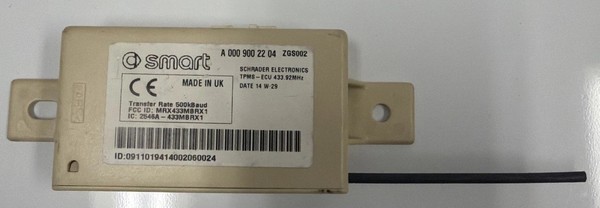 smart
A 000 900 22 04 ZGS002
SCHRADER ELECTRONICS
TPMS-ECU 433.92MHz
DATE 14 W 29
CE
MADE IN UK
Transfer Rate 500kBaud
FCC ID: MRX433MBRX1
IC: 2546A-433MBRX1
ID:0911019414002060024